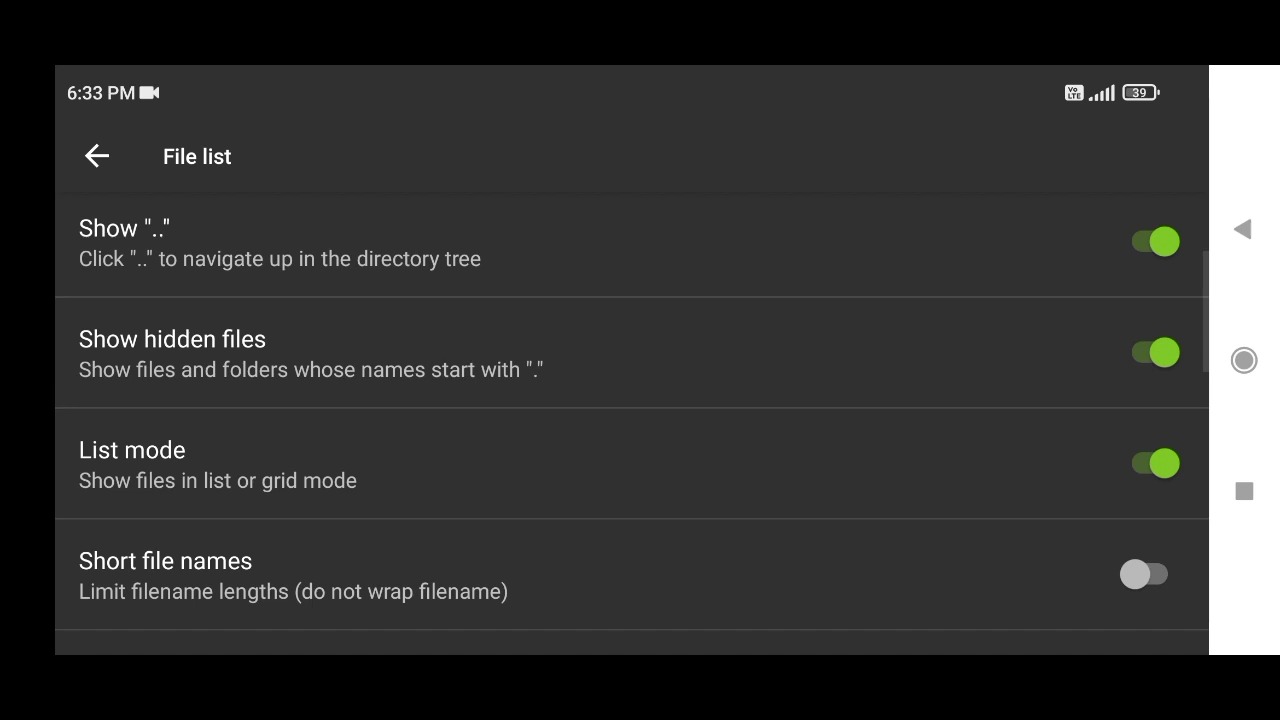 6:33 PM
Vo LTE
39
File list
Show ".."
Click ".." to navigate up in the directory tree
Show hidden files
Show files and folders whose names start with "."
List mode
Show files in list or grid mode
Short file names
Limit filename lengths (do not wrap filename)